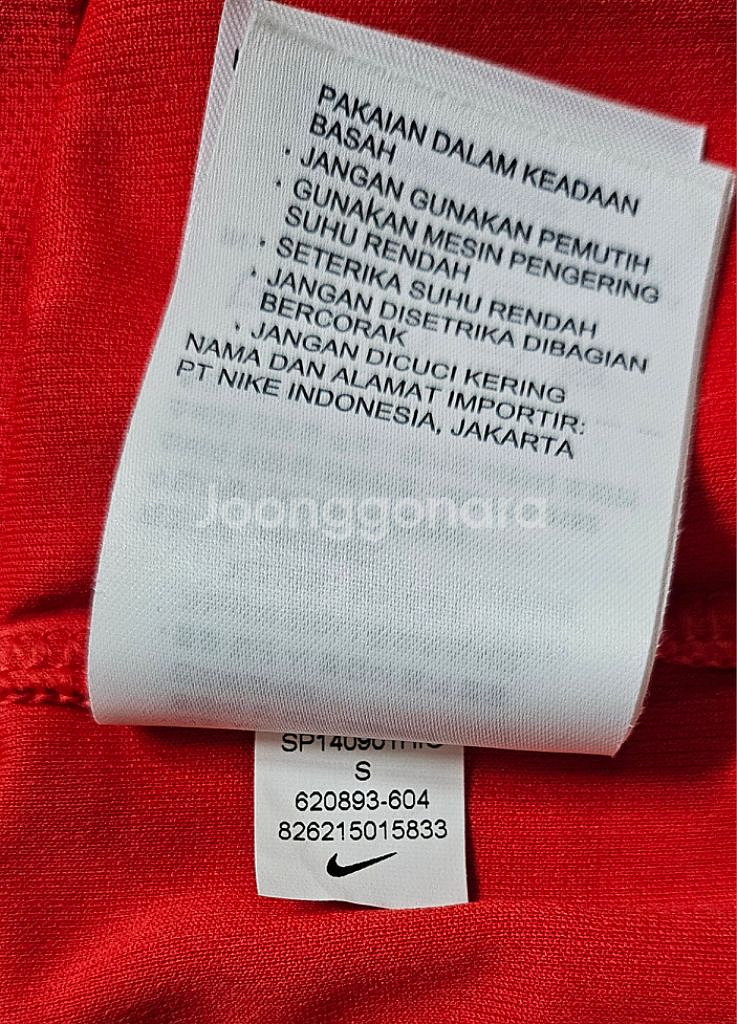 PAKAIAN DALAM KEADAAN
BASAH
· JANGAN GUNAKAN PEMUTIH
· GUNAKAN MESIN PENGERING
SUHU RENDAH
· SETERIKA SUHU RENDAH
· JANGAN DISETRIKA DIBAGIAN
BERCORAK
· JANGAN DICUCI KERING
NAMA DAN ALAMAT IMPORTIR:
PT NIKE INDONESIA, JAKARTA
Joonggonara
S
620893-604
826215015833